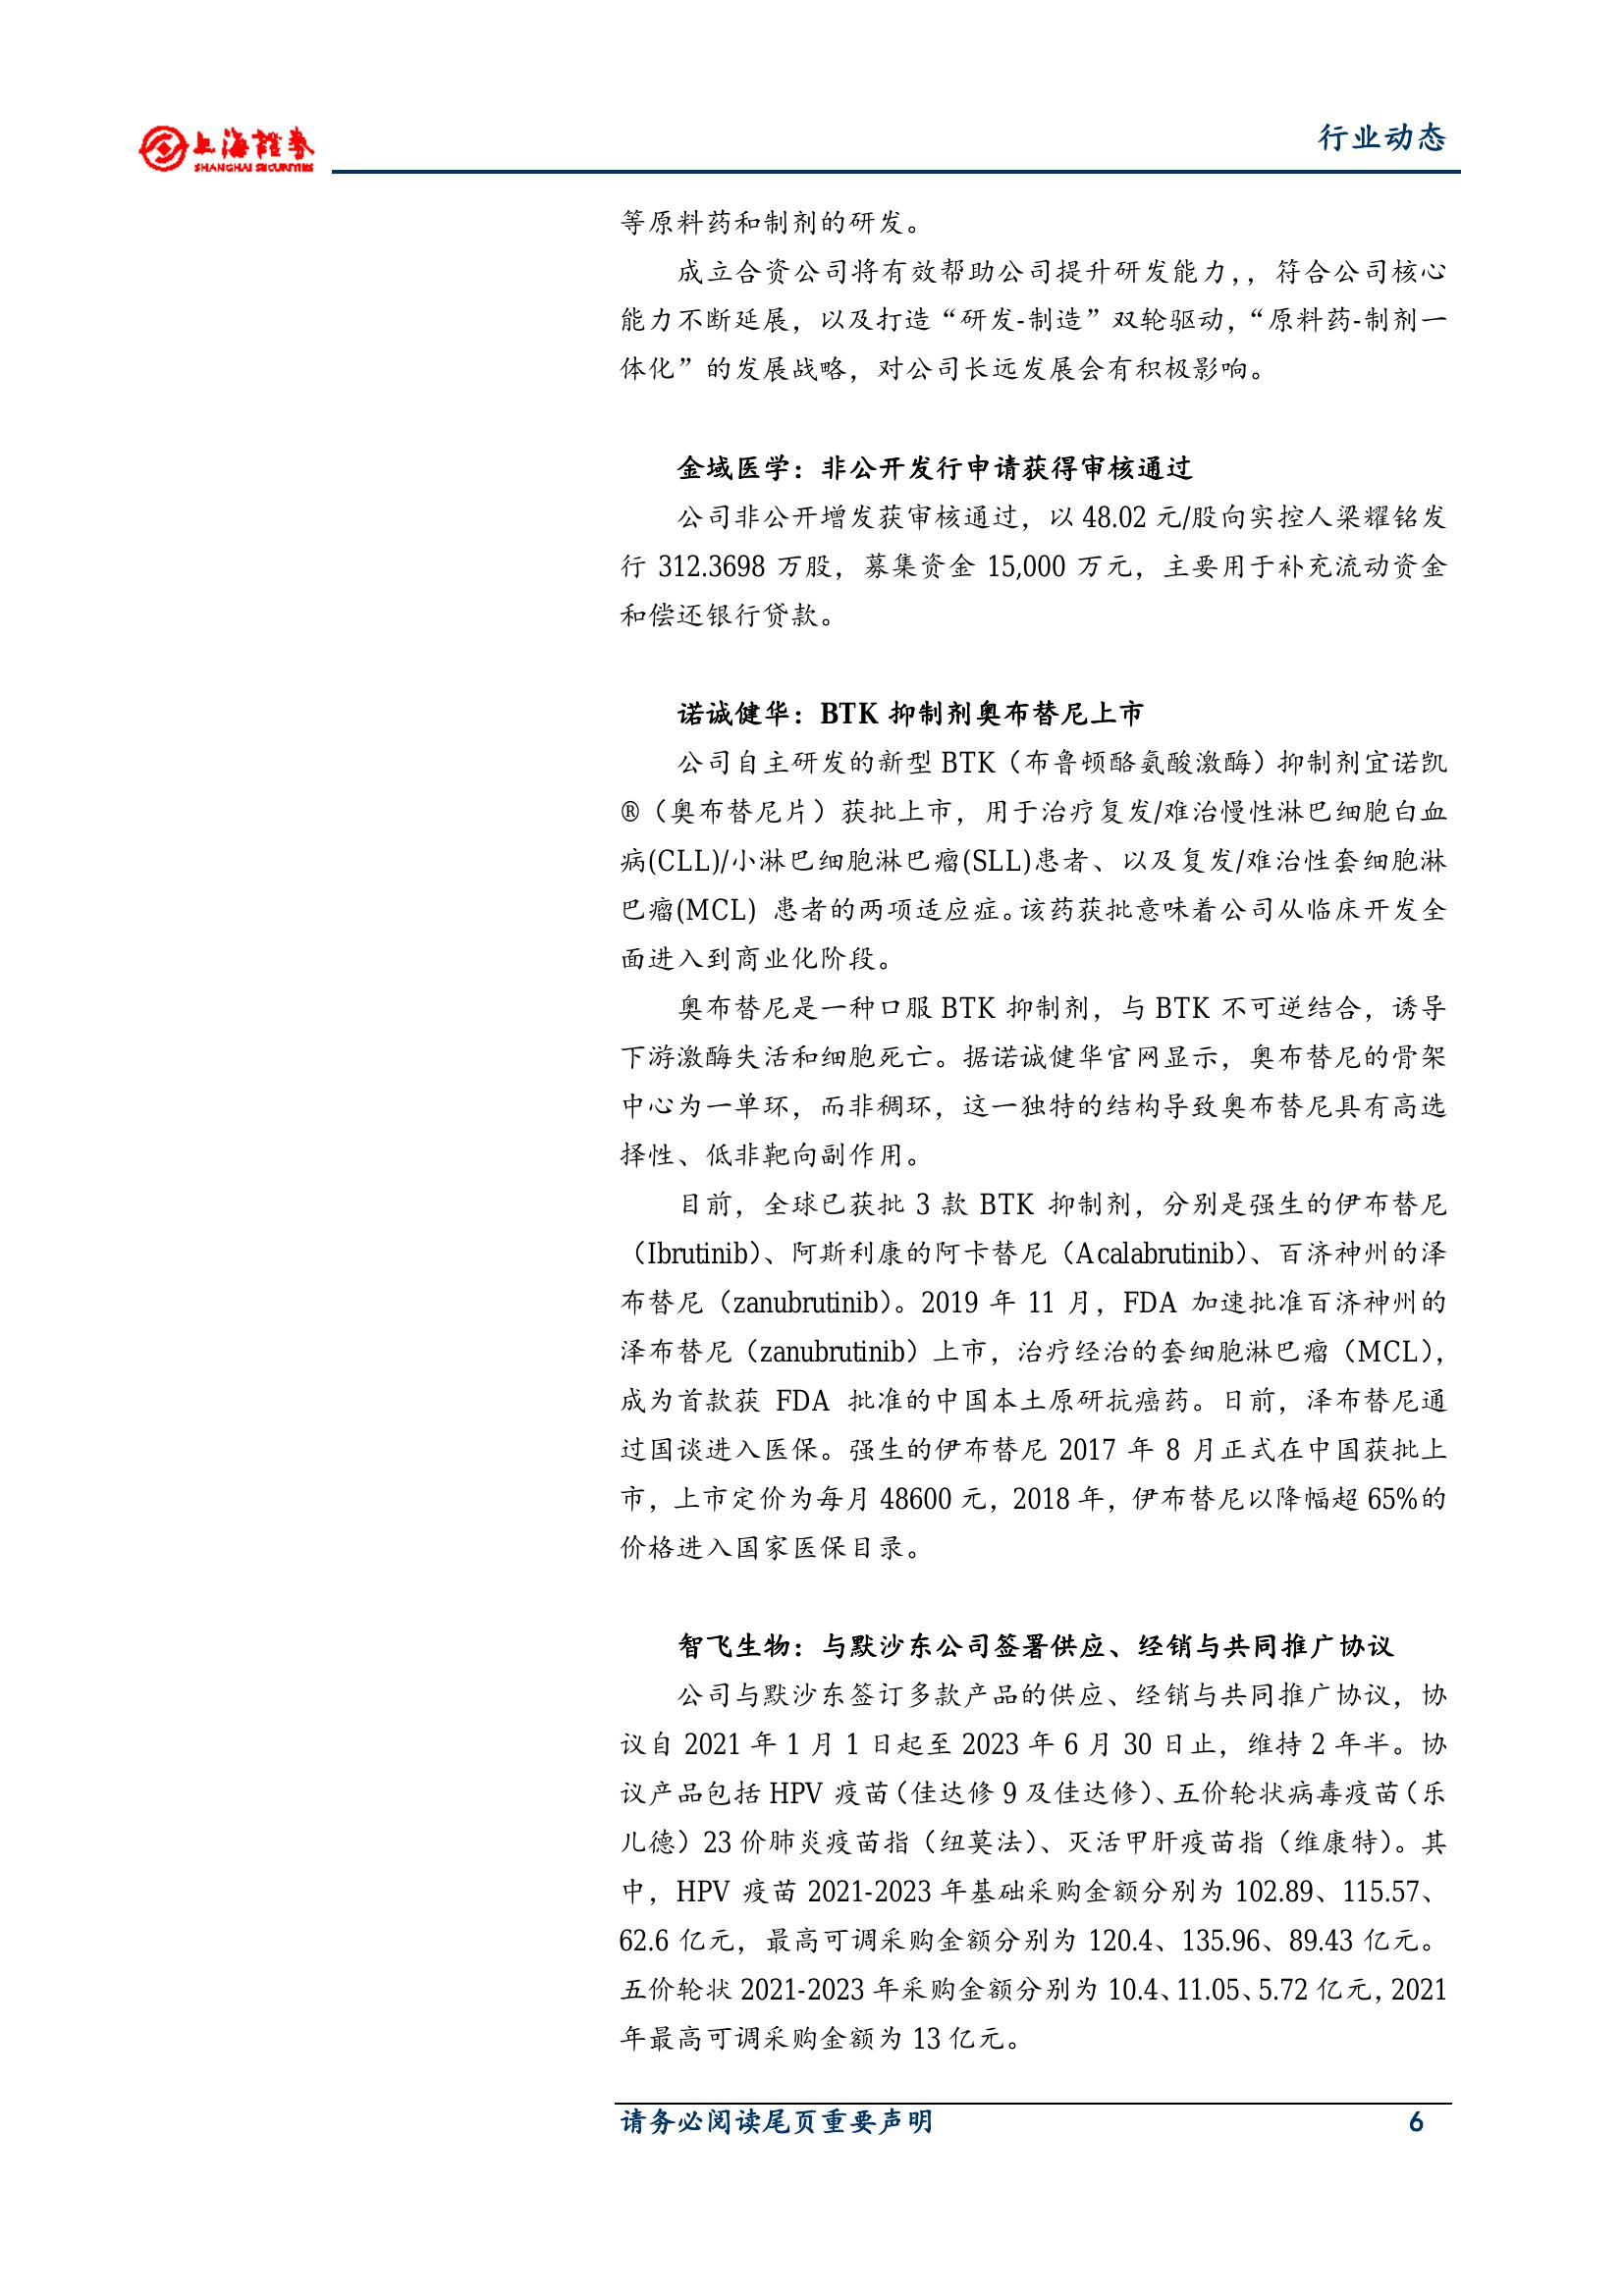 上海證券
SHANGHAI SECURITIES
行业动态
等原料药和制剂的研发。
成立合资公司将有效帮助公司提升研发能力，，符合公司核心
能力不断延展，以及打造“研发-制造”双轮驱动，“原料药-制剂一
体化”的发展战略，对公司长远发展会有积极影响。
金域医学：非公开发行申请获得审核通过
公司非公开增发获审核通过，以 48.02 元/股向实控人梁耀铭发
行 312.3698 万股，募集资金 15,000 万元，主要用于补充流动资金
和偿还银行贷款。
诺诚健华：BTK 抑制剂奥布替尼上市
公司自主研发的新型 BTK（布鲁顿酪氨酸激酶）抑制剂宜诺凯
®（奥布替尼片）获批上市，用于治疗复发/难治慢性淋巴细胞白血
病(CLL)/小淋巴细胞淋巴瘤(SLL)患者、以及复发/难治性套细胞淋
巴瘤(MCL) 患者的两项适应症。该药获批意味着公司从临床开发全
面进入到商业化阶段。
奥布替尼是一种口服 BTK 抑制剂，与 BTK 不可逆结合，诱导
下游激酶失活和细胞死亡。据诺诚健华官网显示，奥布替尼的骨架
中心为一单环，而非稠环，这一独特的结构导致奥布替尼具有高选
择性、低非靶向副作用。
目前，全球已获批 3 款 BTK 抑制剂，分别是强生的伊布替尼
（Ibrutinib）、阿斯利康的阿卡替尼（Acalabrutinib）、百济神州的泽
布替尼（zanubrutinib）。2019 年 11 月，FDA 加速批准百济神州的
泽布替尼（zanubrutinib）上市，治疗经治的套细胞淋巴瘤（MCL），
成为首款获 FDA 批准的中国本土原研抗癌药。日前，泽布替尼通
过国谈进入医保。强生的伊布替尼 2017 年 8 月正式在中国获批上
市，上市定价为每月 48600 元，2018 年，伊布替尼以降幅超 65%的
价格进入国家医保目录。
智飞生物：与默沙东公司签署供应、经销与共同推广协议
公司与默沙东签订多款产品的供应、经销与共同推广协议，协
议自 2021 年 1 月 1 日起至 2023 年 6 月 30 日止，维持 2 年半。协
议产品包括 HPV 疫苗（佳达修 9 及佳达修）、五价轮状病毒疫苗（乐
儿德）23 价肺炎疫苗指（纽莫法）、灭活甲肝疫苗指（维康特）。其
中，HPV 疫苗 2021-2023 年基础采购金额分别为 102.89、115.57、
62.6 亿元，最高可调采购金额分别为 120.4、135.96、89.43 亿元。
五价轮状 2021-2023 年采购金额分别为 10.4、11.05、5.72 亿元，2021
年最高可调采购金额为 13 亿元。
请务必阅读尾页重要声明
6